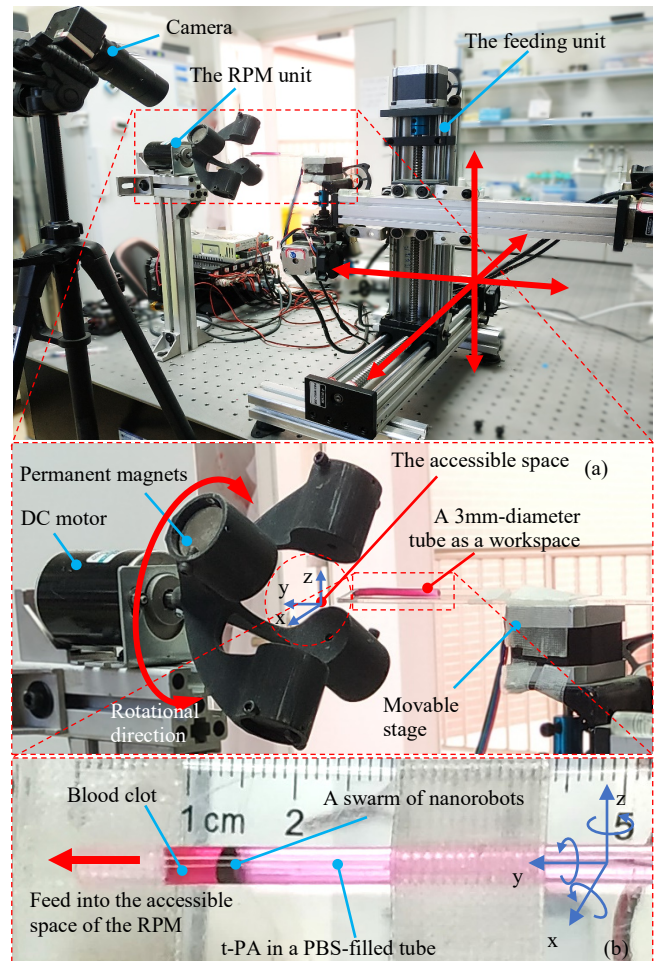 Camera
The feeding unit
The RPM unit
The accessible space
(a)
Permanent magnets
DC motor
A 3mm-diameter
tube as a workspace
z
y
x
Rotational
direction
Movable
stage
Blood clot
A swarm of nanorobots
1 cm
2
5
z
y
x
Feed into the accessible
space of the RPM
t-PA in a PBS-filled tube
(b)